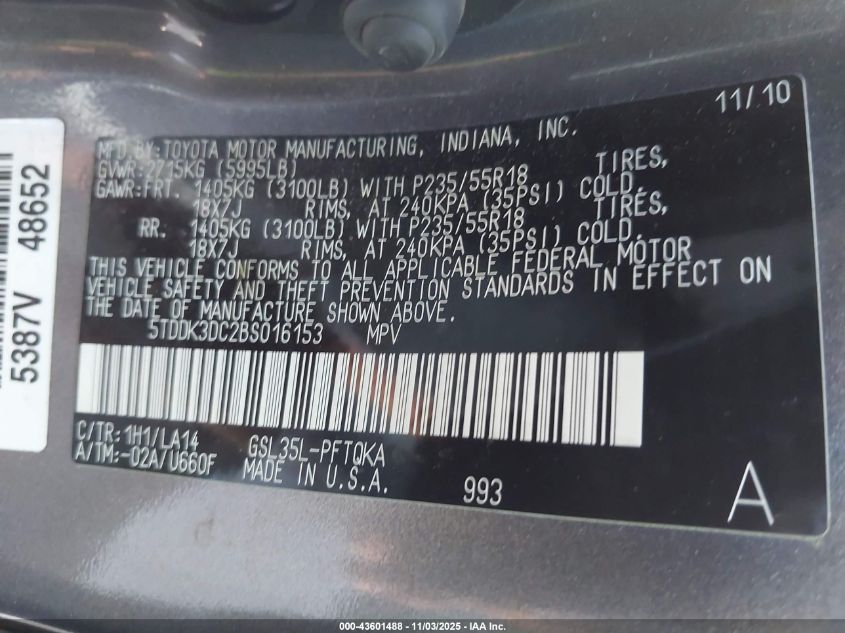 11/10
MFD BY: TOYOTA MOTOR MANUFACTURING, INDIANA, INC.
GVWR:2715KG (5995LB)
GAWR:FRT. 1405KG (3100LB) WITH P235/55R18 TIRES,
18X7J RIMS, AT 240KPA (35PSI) COLD.
RR. 1405KG (3100LB) WITH P235/55R18 TIRES,
18X7J RIMS, AT 240KPA (35PSI) COLD.
THIS VEHICLE CONFORMS TO ALL APPLICABLE FEDERAL MOTOR
VEHICLE SAFETY AND THEFT PREVENTION STANDARDS IN EFFECT ON
THE DATE OF MANUFACTURE SHOWN ABOVE.
5TDDK3DC2BS016153 MPV
C/TR:1H1/LA14 GSL35L-PFTQKA
A/TM:-02A/U660F MADE IN U.S.A.
993
A
5387V 48652
000-43601488 - 11/03/2025 - IAA Inc.